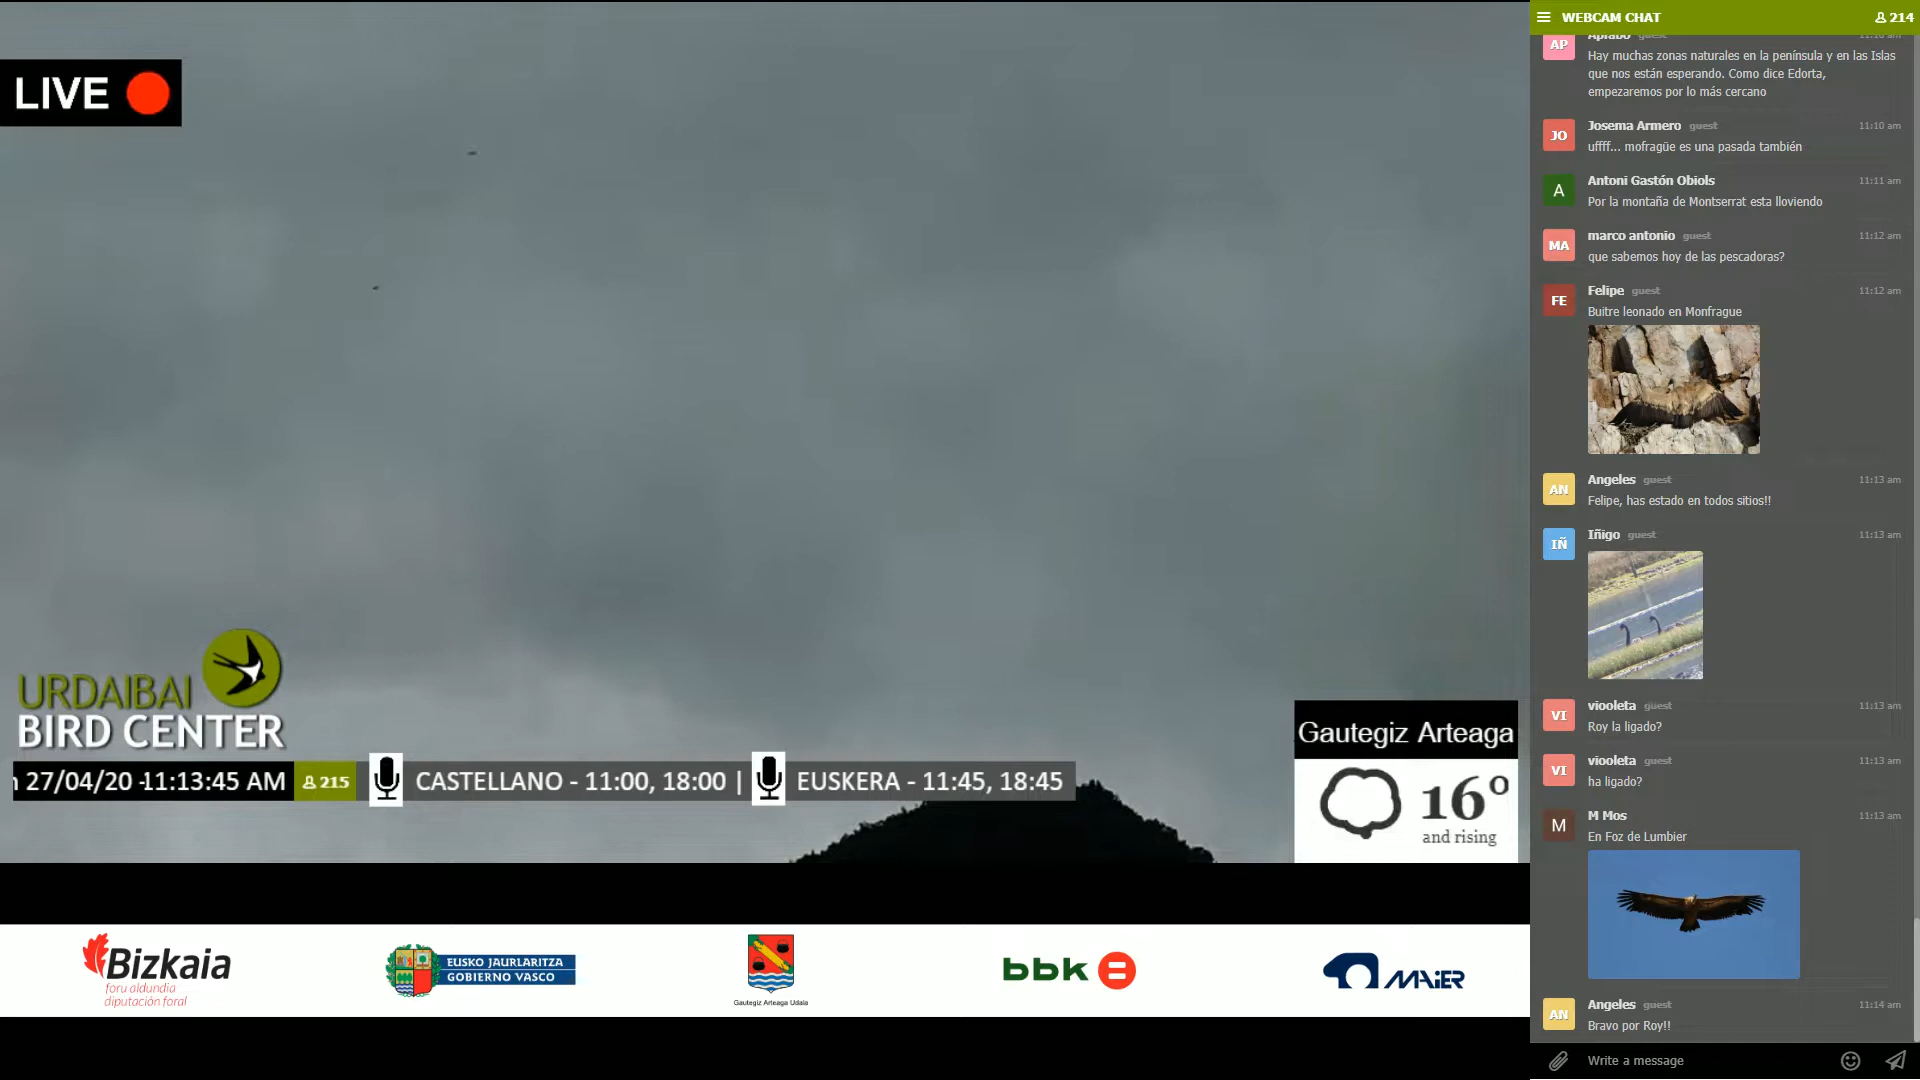 LIVE
URDAIBAI
BIRD CENTER
27/04/20 -11:13:45 AM
215
CASTELLANO - 11:00, 18:00 |
EUSKERA - 11:45, 18:45
Gautegiz Arteaga
16º
and rising
Bizkaia
foru aldundia
diputación foral
EUSKO JAURLARITZA
GOBIERNO VASCO
Gautegiz Arteaga Udala
bbk
MAIER
WEBCAM CHAT
214
AP
Hay muchas zonas naturales en la península y en las Islas
que nos están esperando. Como dice Edorta,
empezaremos por lo más cercano
JO
Josema Armero guest
11:10 am
uffff... mofragüe es una pasada también
A
Antoni Gastón Obiols
11:11 am
Por la montaña de Montserrat esta lloviendo
MA
marco antonio guest
11:12 am
que sabemos hoy de las pescadoras?
FE
Felipe guest
11:12 am
Buitre leonado en Monfrague
AN
Angeles guest
11:13 am
Felipe, has estado en todos sitios!!
IÑ
Iñigo guest
11:13 am
VI
viooleta guest
11:13 am
Roy la ligado?
VI
viooleta guest
11:13 am
ha ligado?
M
M Mos
11:13 am
En Foz de Lumbier
AN
Angeles guest
11:14 am
Bravo por Roy!!
Write a message